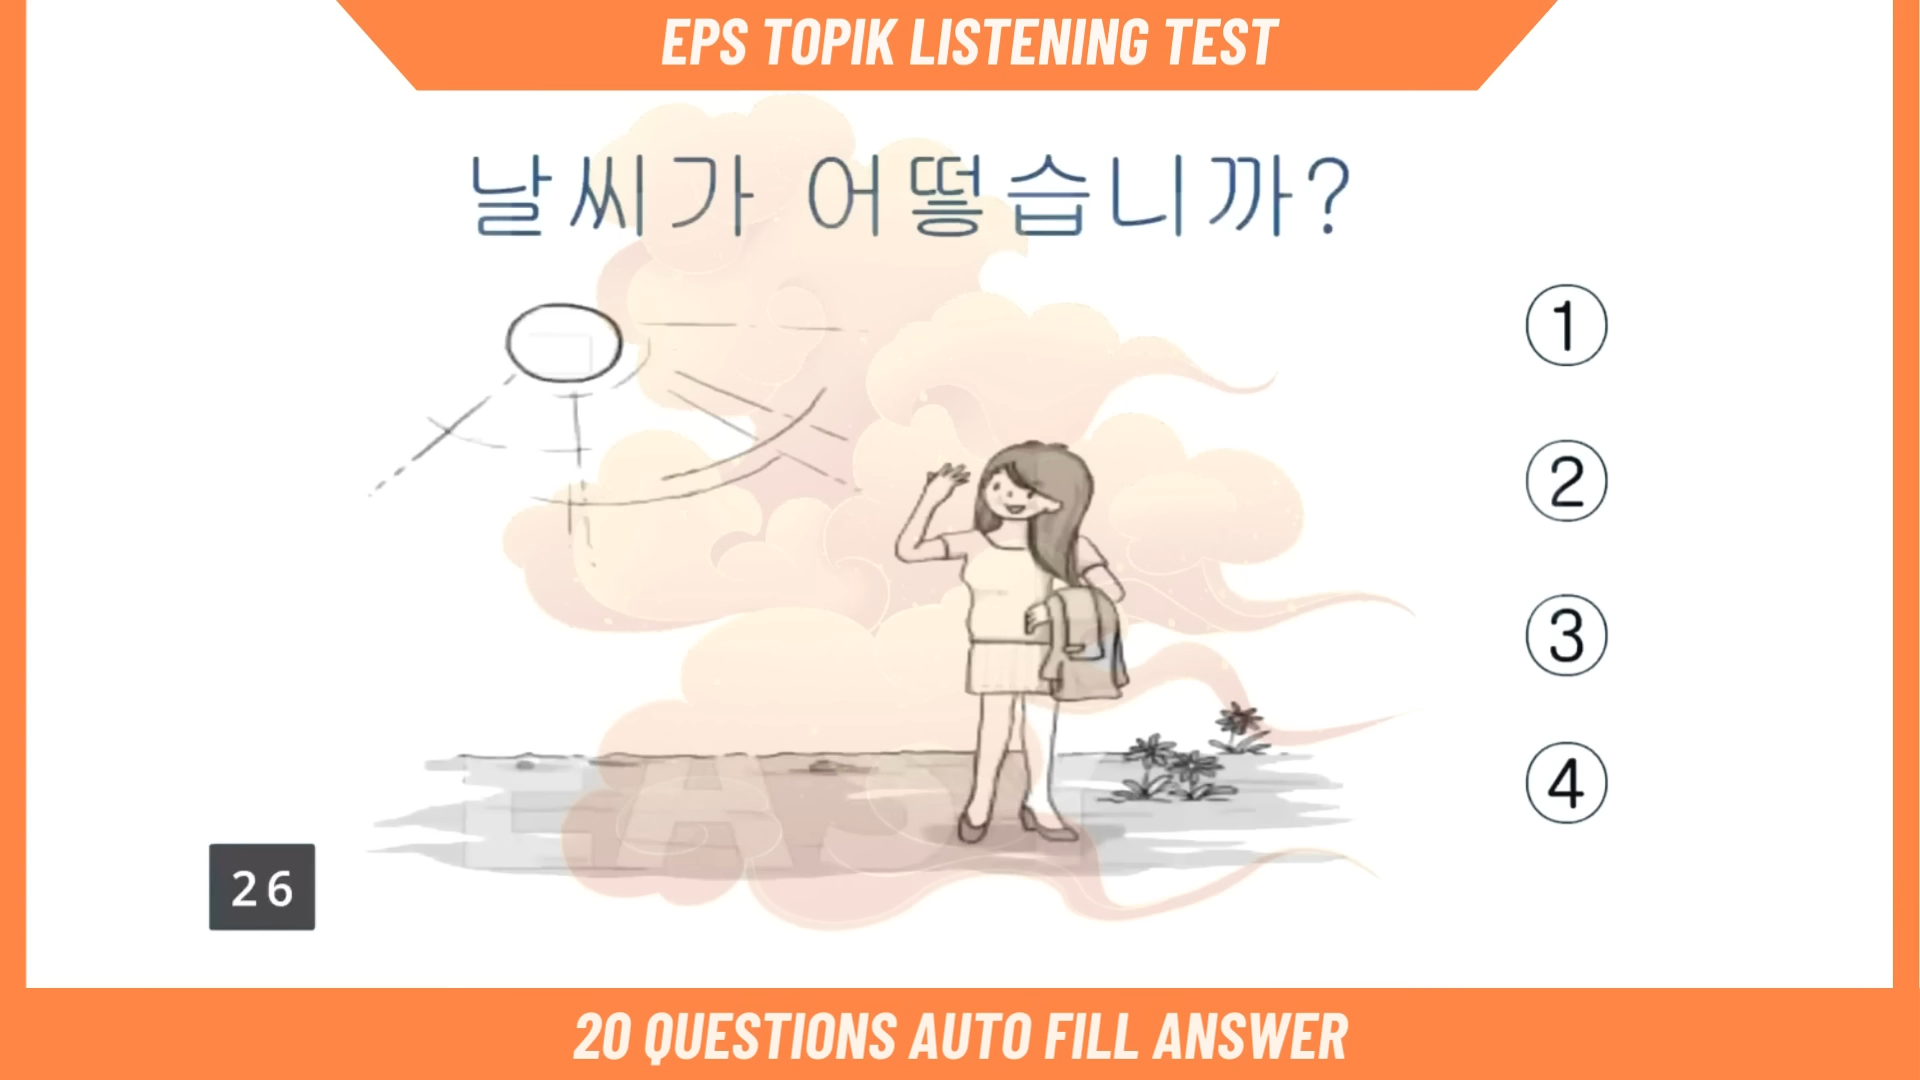 EPS TOPIK LISTENING TEST
날씨가 어떻습니까?
①
②
③
④
26
20 QUESTIONS AUTO FILL ANSWER